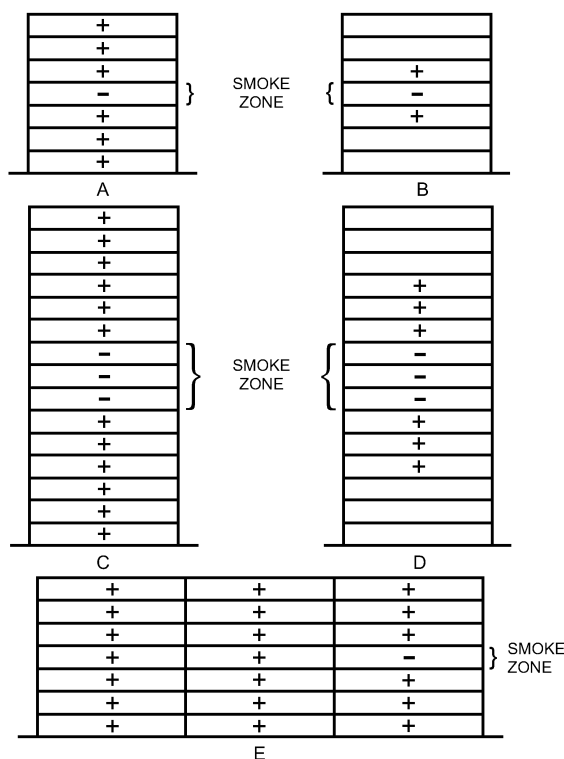 +
+
+ +
- } SMOKE { -
ZONE
+ +
+
+
A B
+
+
+
+ +
+ +
+ +
- -
- } SMOKE { -
ZONE
- -
+ +
+ +
+ +
+
+
+
C D
+ + +
+ + +
+ + +
+ + - } SMOKE
ZONE
+ + +
+ + +
+ + +
E